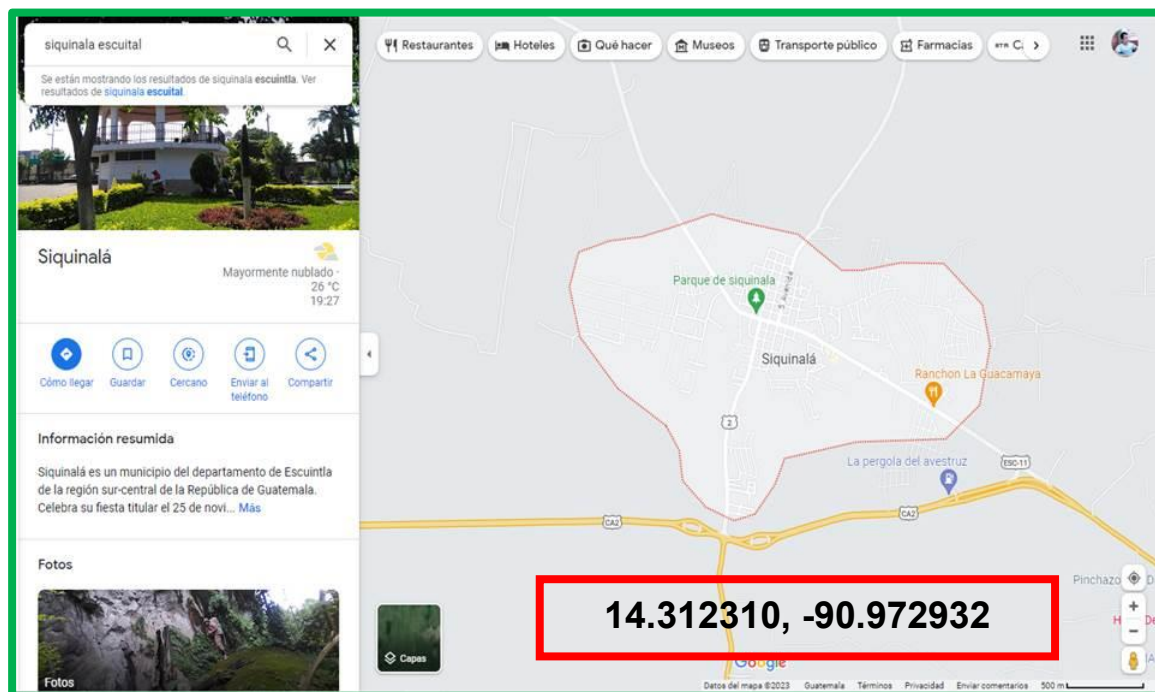 siquinala escuital
Se están mostrando los resultados de siquinala escuintla. Ver
resultados de siquinala escuital.
Siquinalá
Mayormente nublado ·
26 °C
19:27
Cómo llegar
Guardar
Cercano
Enviar al
teléfono
Compartir
Información resumida
Siquinalá es un municipio del departamento de Escuintla
de la región sur-central de la República de Guatemala.
Celebra su fiesta titular el 25 de novi... Más
Fotos
Fotos
Restaurantes
Hoteles
Qué hacer
Museos
Transporte público
Farmacias
Parque de siquinala
5 Avenida
Siquinalá
Ranchon La Guacamaya
2
La pergola del avestruz
ESC-11
CA2
CA2
Pinchazo
14.312310, -90.972932
Capas
Google
Datos del mapa ©2023 Guatemala Términos Privacidad Enviar comentarios 500 m